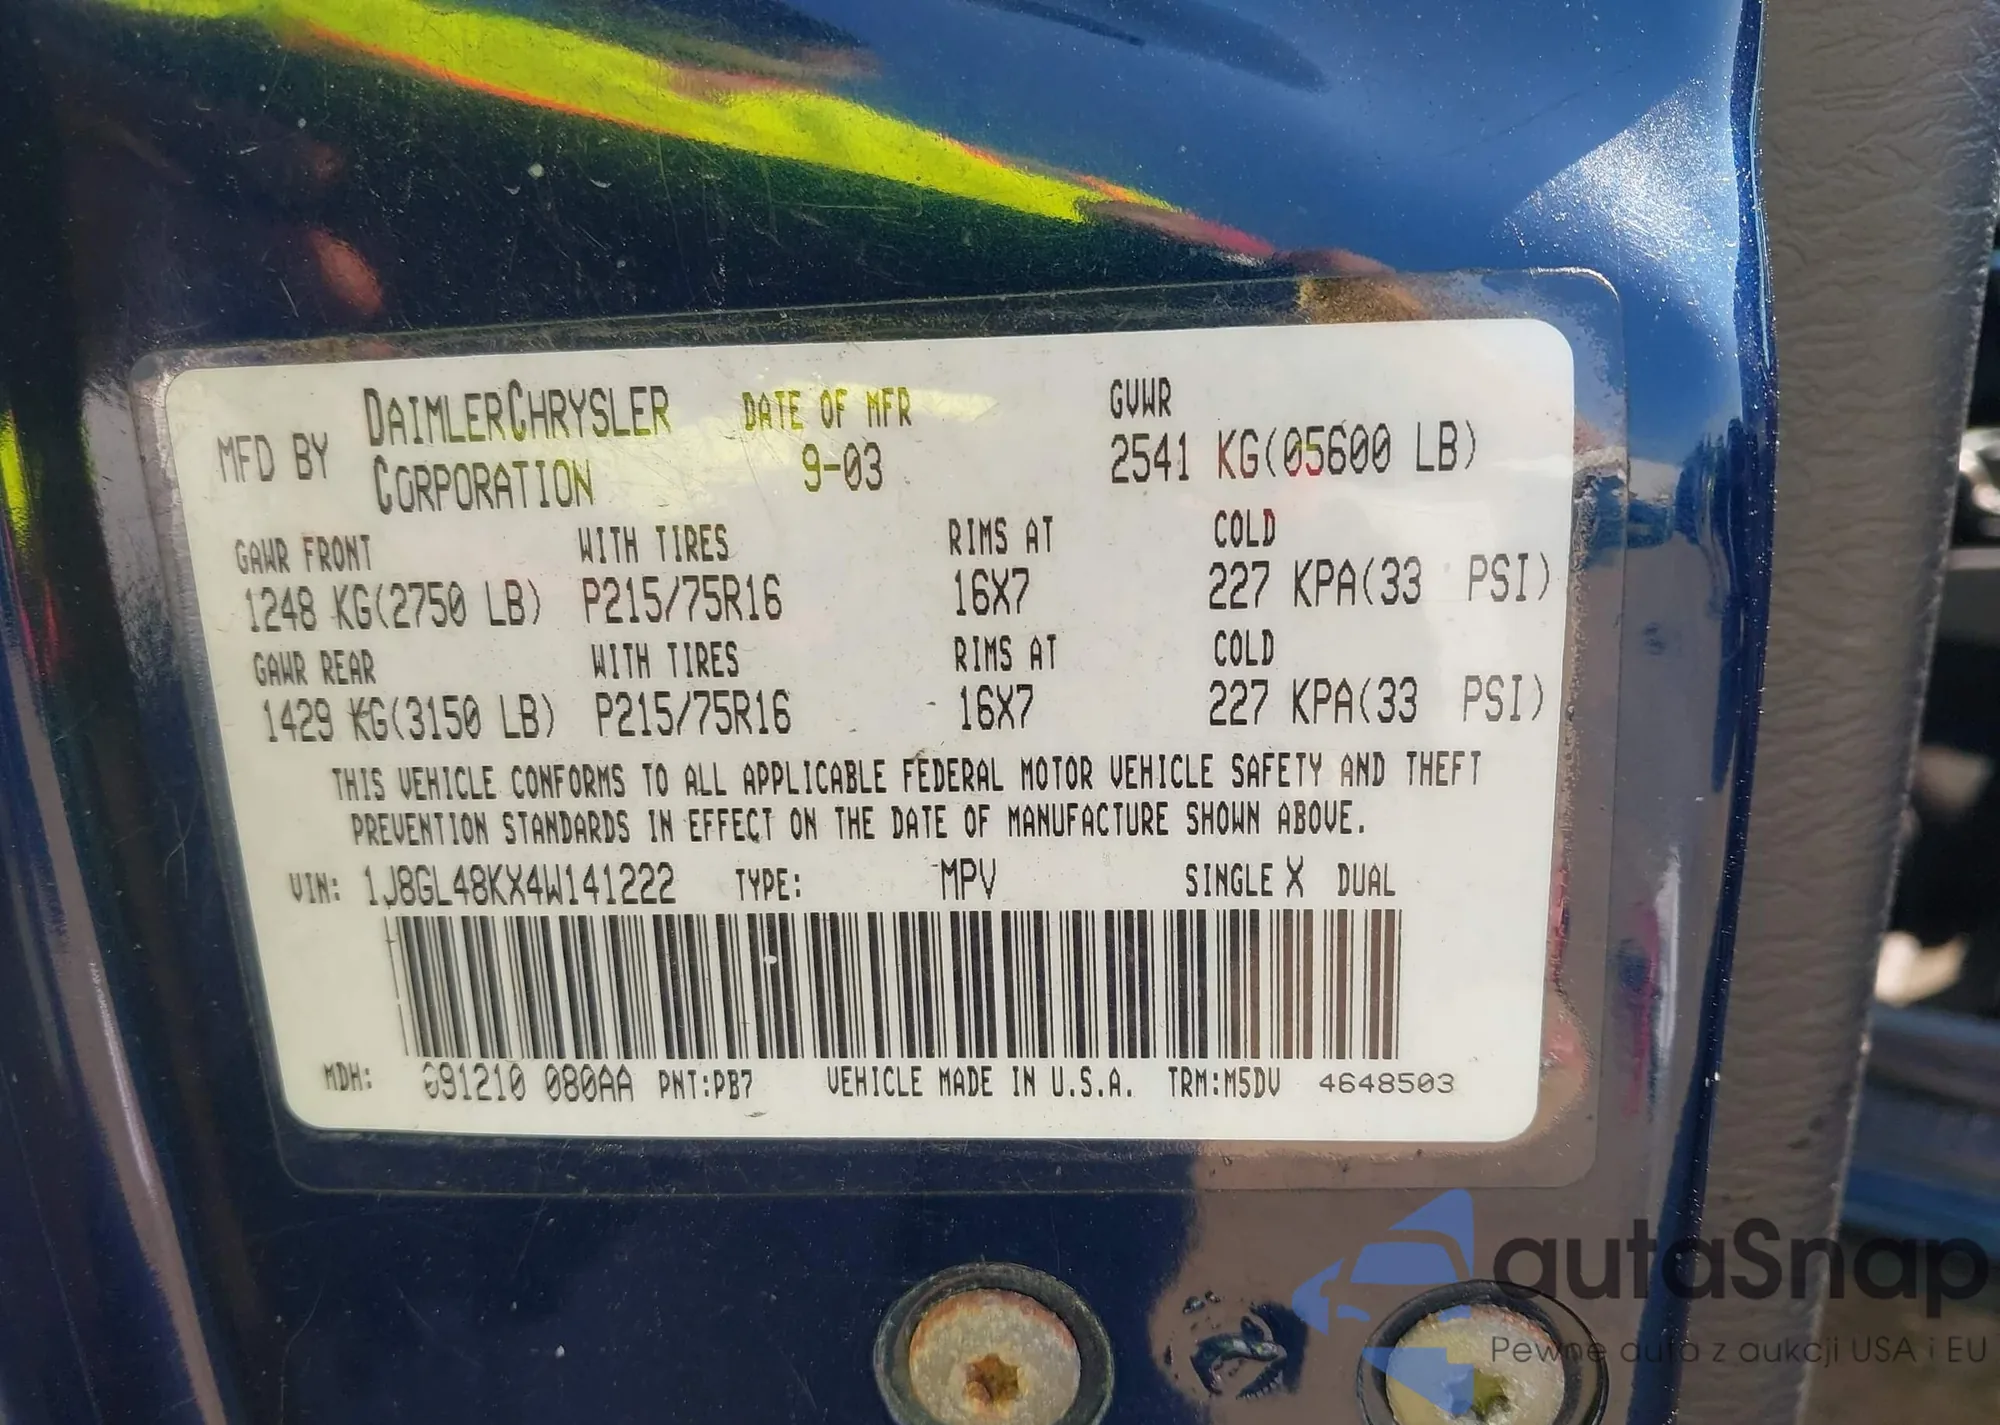 MFD BY DAIMLERCHRYSLER CORPORATION DATE OF MFR 9-03 GVWR 2541 KG(05600 LB)
GAWR FRONT WITH TIRES RIMS AT COLD
1248 KG(2750 LB) P215/75R16 16X7 227 KPA(33 PSI)
GAWR REAR WITH TIRES RIMS AT COLD
1429 KG(3150 LB) P215/75R16 16X7 227 KPA(33 PSI)
THIS VEHICLE CONFORMS TO ALL APPLICABLE FEDERAL MOTOR VEHICLE SAFETY AND THEFT
PREVENTION STANDARDS IN EFFECT ON THE DATE OF MANUFACTURE SHOWN ABOVE.
VIN: 1J8GL48KX4W141222 TYPE: MPV SINGLE X DUAL
MDH: 091210 080AA PNT:PB7 VEHICLE MADE IN U.S.A. TRM:M5DV 4648503
autaSnap
Pewne auta z aukcji USA i EU